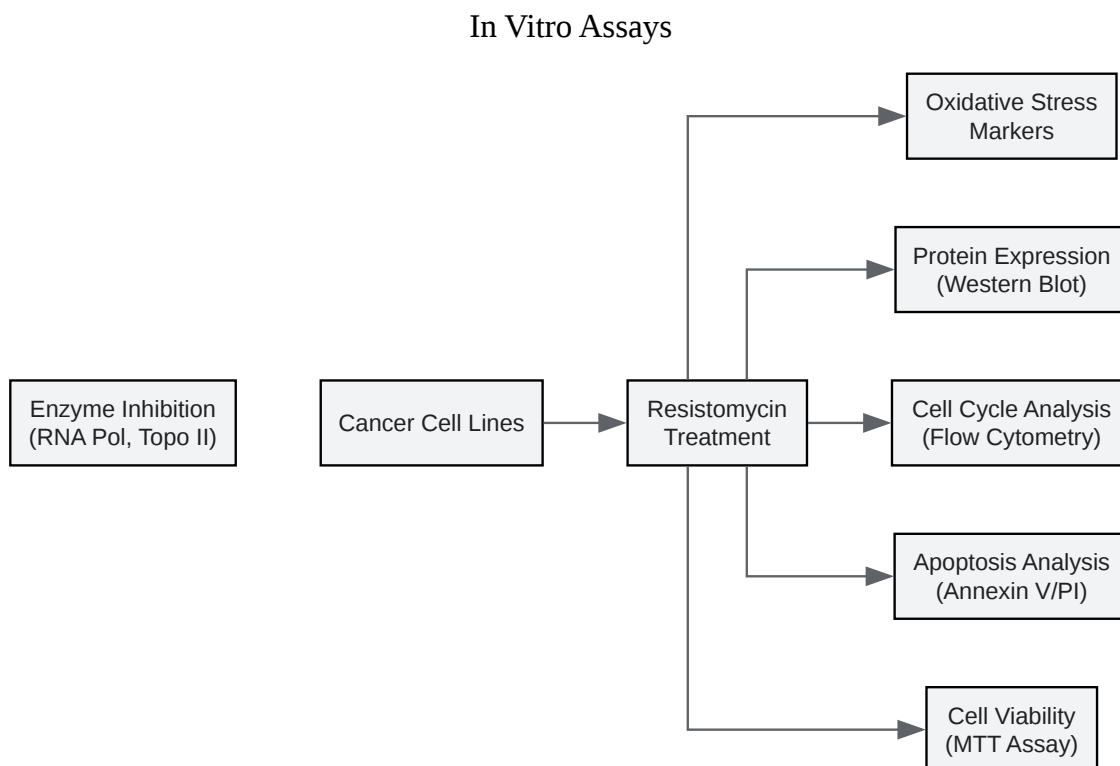 In Vitro Assays
Oxidative Stress
Markers
Protein Expression
(Western Blot)
Enzyme Inhibition
(RNA Pol, Topo II)
Cancer Cell Lines
Resistomycin
Treatment
Cell Cycle Analysis
(Flow Cytometry)
Apoptosis Analysis
(Annexin V/PI)
Cell Viability
(MTT Assay)